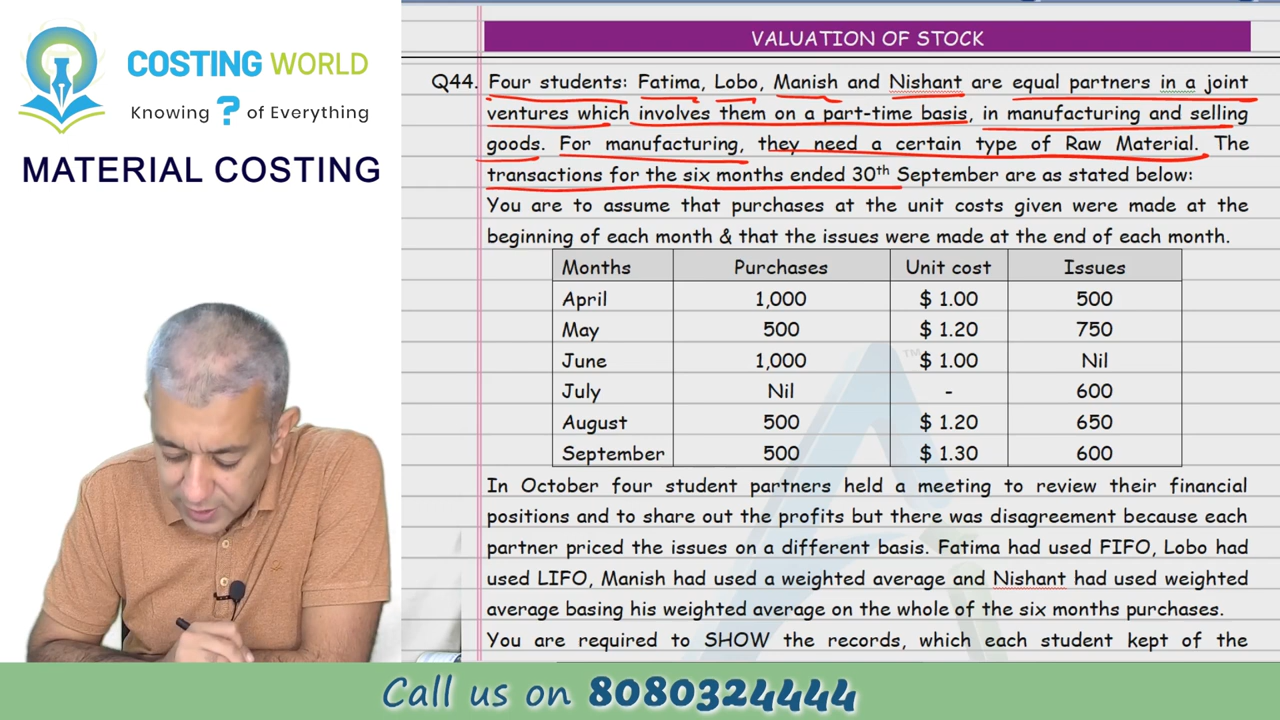 COSTING WORLD
Knowing ? of Everything
MATERIAL COSTING
VALUATION OF STOCK
Q44. Four students: Fatima, Lobo, Manish and Nishant are equal partners in a joint
ventures which involves them on a part-time basis, in manufacturing and selling
goods. For manufacturing, they need a certain type of Raw Material. The
transactions for the six months ended 30th September are as stated below:
You are to assume that purchases at the unit costs given were made at the
beginning of each month & that the issues were made at the end of each month.
Months Purchases Unit cost Issues
April 1,000 $ 1.00 500
May 500 $ 1.20 750
June 1,000 $ 1.00 Nil
July Nil - 600
August 500 $ 1.20 650
September 500 $ 1.30 600
In October four student partners held a meeting to review their financial
positions and to share out the profits but there was disagreement because each
partner priced the issues on a different basis. Fatima had used FIFO, Lobo had
used LIFO, Manish had used a weighted average and Nishant had used weighted
average basing his weighted average on the whole of the six months purchases.
You are required to SHOW the records, which each student kept of the
Call us on 8080324444
TM